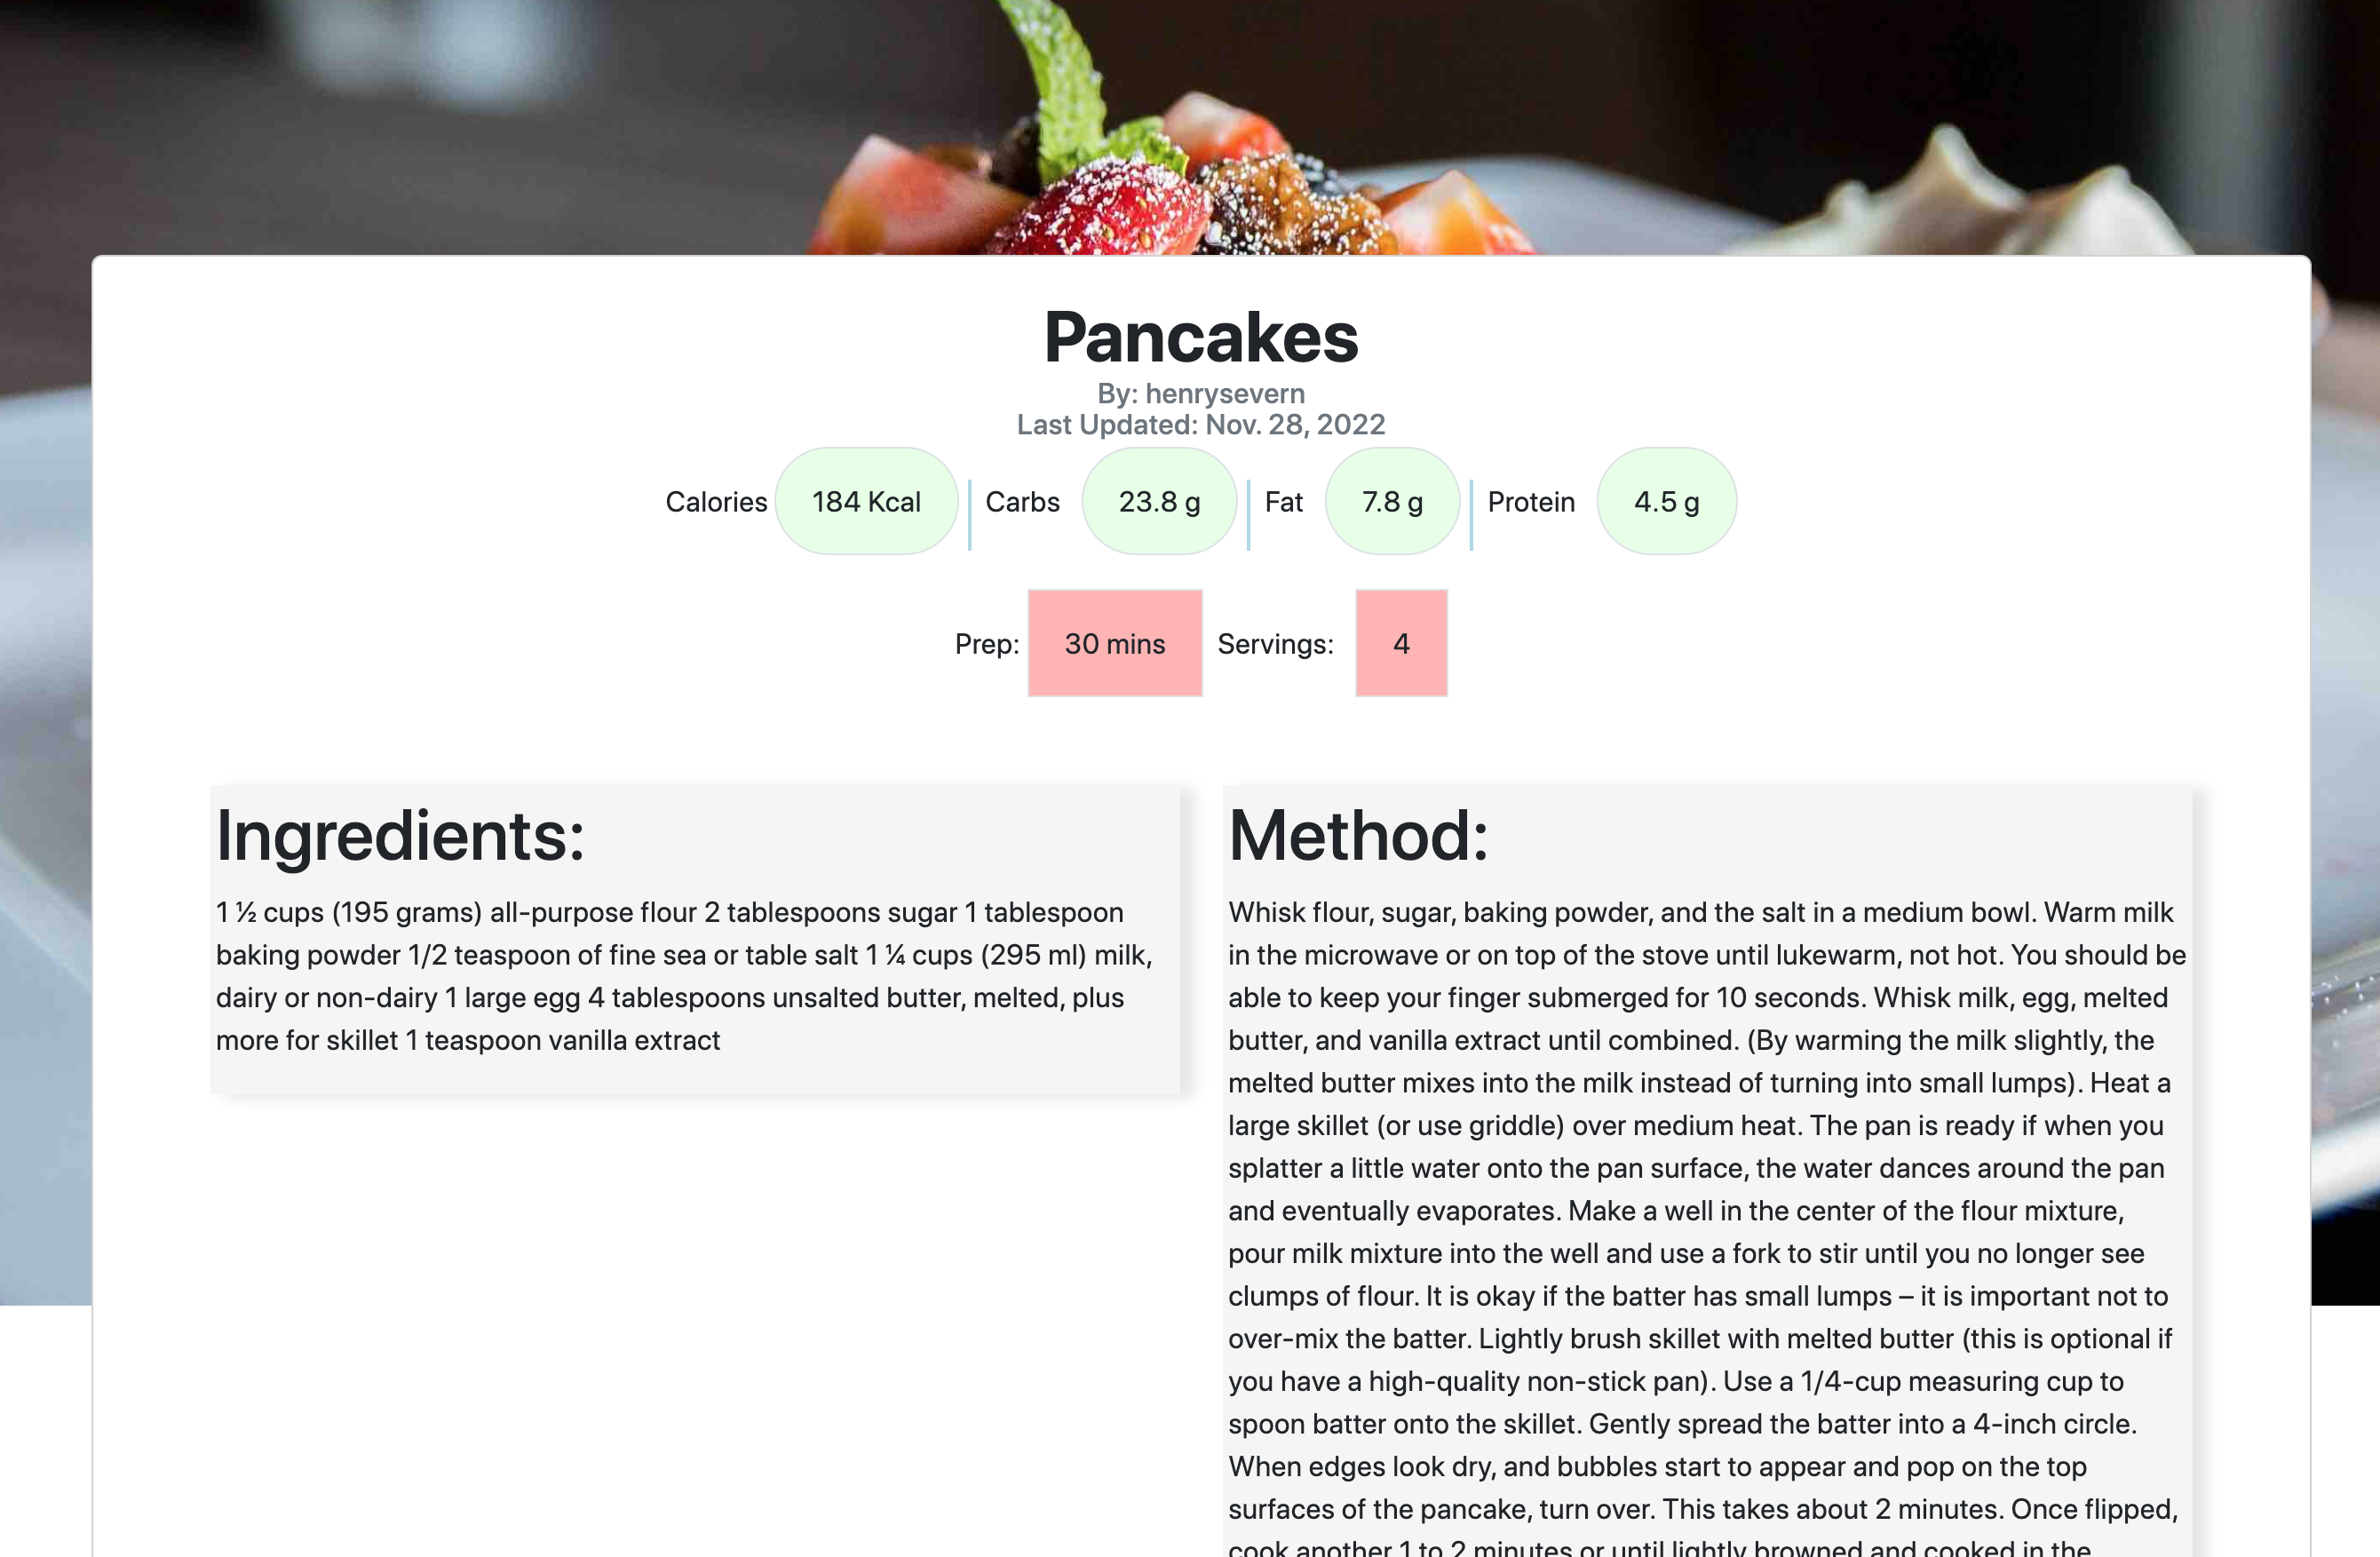 Pancakes
By: henrysevern
Last Updated: Nov. 28, 2022
Calories 184 Kcal Carbs 23.8 g Fat 7.8 g Protein 4.5 g
Prep: 30 mins Servings: 4
Ingredients:
1 ½ cups (195 grams) all-purpose flour 2 tablespoons sugar 1 tablespoon
baking powder 1/2 teaspoon of fine sea or table salt 1 ¼ cups (295 ml) milk,
dairy or non-dairy 1 large egg 4 tablespoons unsalted butter, melted, plus
more for skillet 1 teaspoon vanilla extract
Method:
Whisk flour, sugar, baking powder, and the salt in a medium bowl. Warm milk
in the microwave or on top of the stove until lukewarm, not hot. You should be
able to keep your finger submerged for 10 seconds. Whisk milk, egg, melted
butter, and vanilla extract until combined. (By warming the milk slightly, the
melted butter mixes into the milk instead of turning into small lumps). Heat a
large skillet (or use griddle) over medium heat. The pan is ready if when you
splatter a little water onto the pan surface, the water dances around the pan
and eventually evaporates. Make a well in the center of the flour mixture,
pour milk mixture into the well and use a fork to stir until you no longer see
clumps of flour. It is okay if the batter has small lumps – it is important not to
over-mix the batter. Lightly brush skillet with melted butter (this is optional if
you have a high-quality non-stick pan). Use a 1/4-cup measuring cup to
spoon batter onto the skillet. Gently spread the batter into a 4-inch circle.
When edges look dry, and bubbles start to appear and pop on the top
surfaces of the pancake, turn over. This takes about 2 minutes. Once flipped,
cook another 1 to 2 minutes or until lightly browned and cooked in the